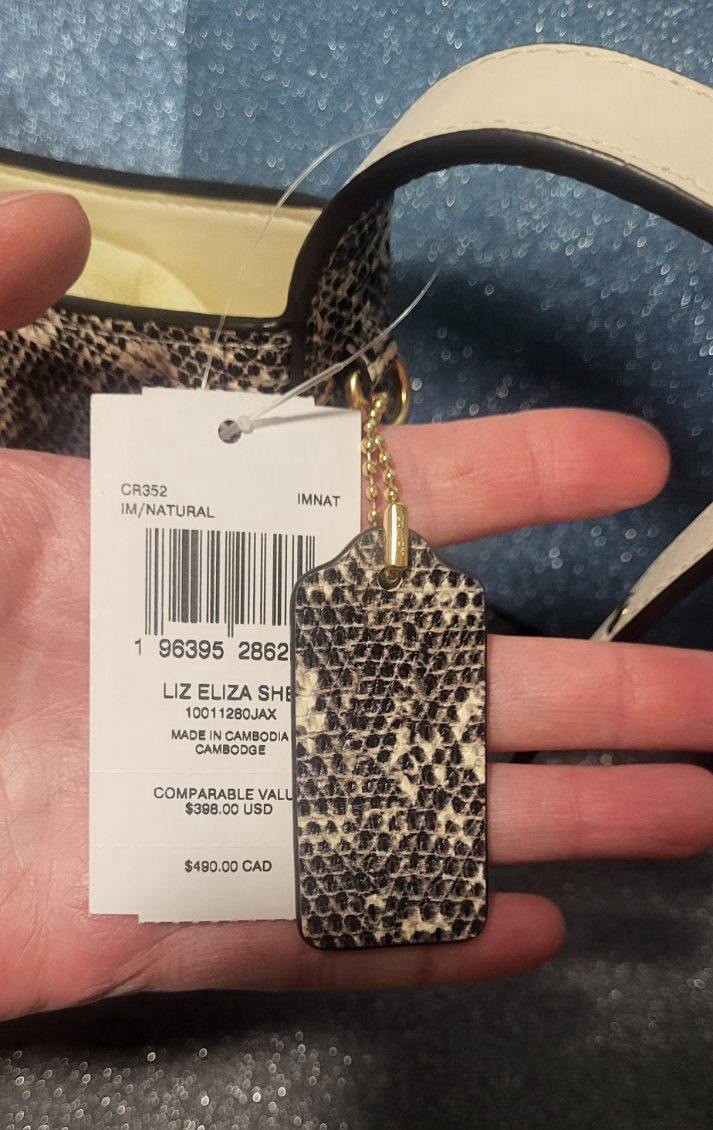 CR352
IMNAT
IM/NATURAL
1 96395 2862
LIZ ELIZA SHE
10011280JAX
MADE IN CAMBODIA
CAMBODGE
COMPARABLE VALU
$398.00 USD
$490.00 CAD